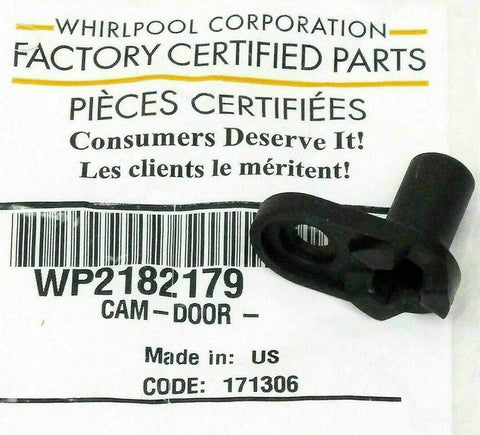 WHIRLPOOL CORPORATION
FACTORY CERTIFIED PARTS
PIÈCES CERTIFIÉES
Consumers Deserve It!
Les clients le méritent!
WP2182179
CAM-DOOR -
Made in: US
CODE: 171306